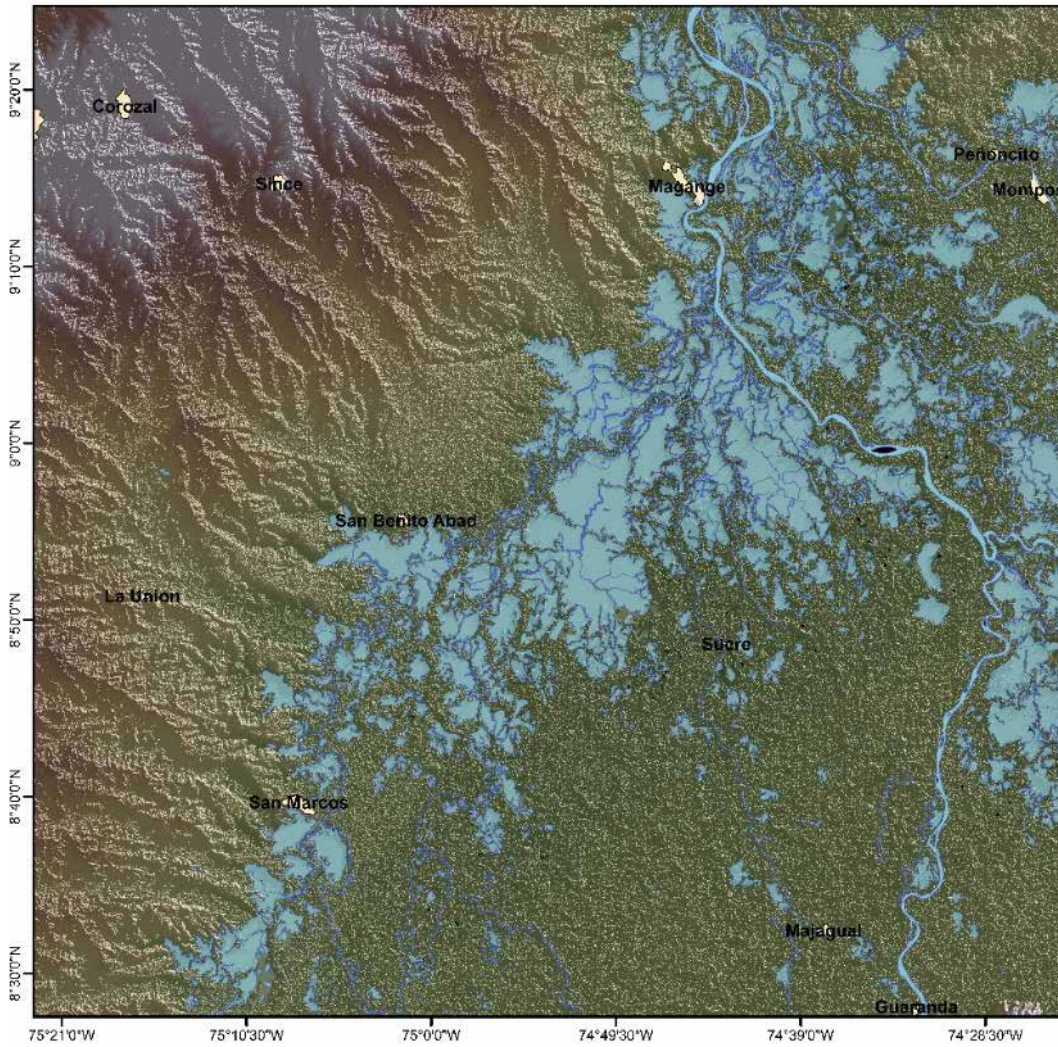 9°20'0"N
Corozal
Peñoncito
Since
Magange
Mompos
9°10'0"N
9°0'0"N
San Benito Abad
La Union
8°50'0"N
Sucre
8°40'0"N
San Marcos
Majagual
8°30'0"N
Guaranda
75°21'0"W
75°10'30"W
75°0'0"W
74°49'30"W
74°39'0"W
74°28'30"W